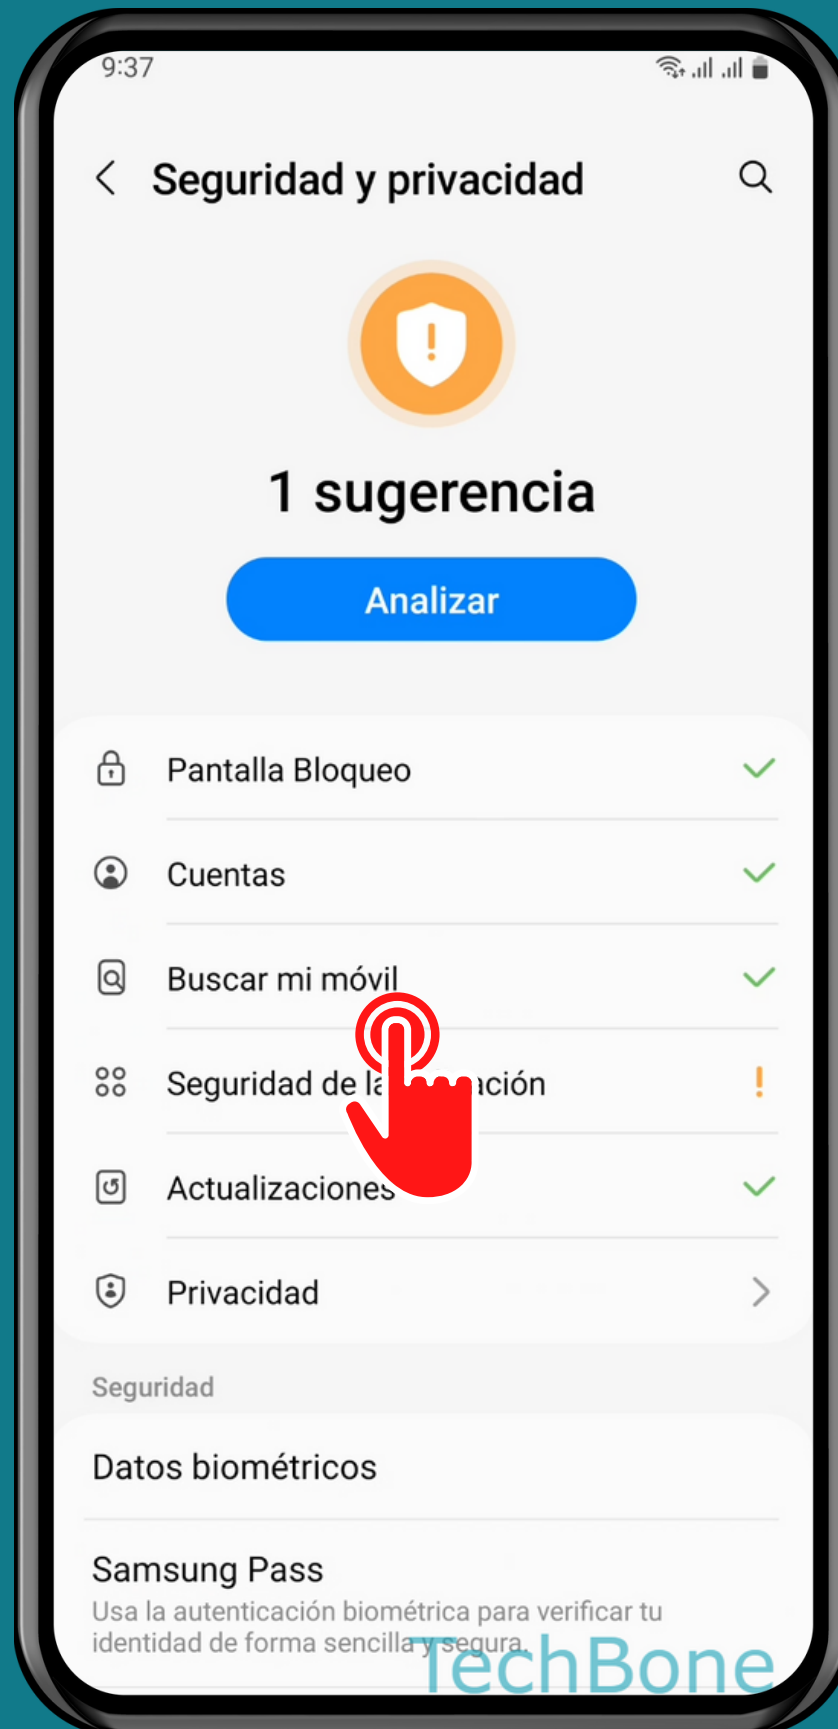 9:37
Seguridad y privacidad
1 sugerencia
Analizar
Pantalla Bloqueo
Cuentas
Buscar mi móvil
Seguridad de la
Actualizaciones
Privacidad
Seguridad
Datos biométricos
Samsung Pass
Usa la autenticación biométrica para verificar tu
identidad de forma sencilla y segura.
TechBone